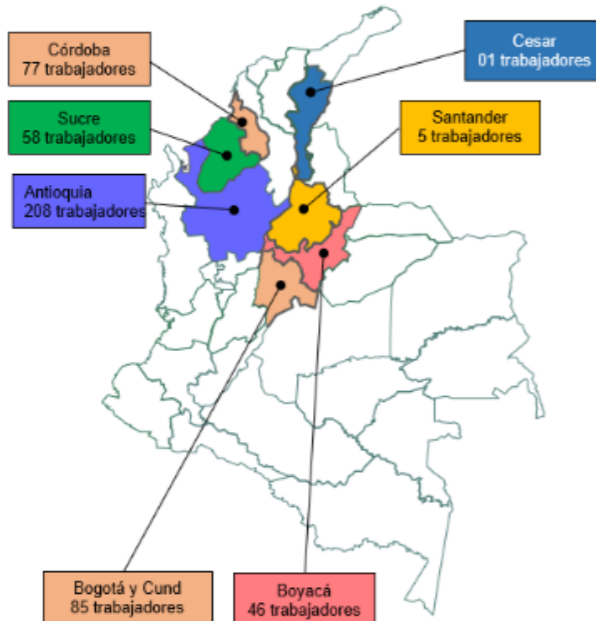 Córdoba
77 trabajadores
Cesar
01 trabajadores
Sucre
58 trabajadores
Santander
5 trabajadores
Antioquia
208 trabajadores
Bogotá y Cund
85 trabajadores
Boyacá
46 trabajadores